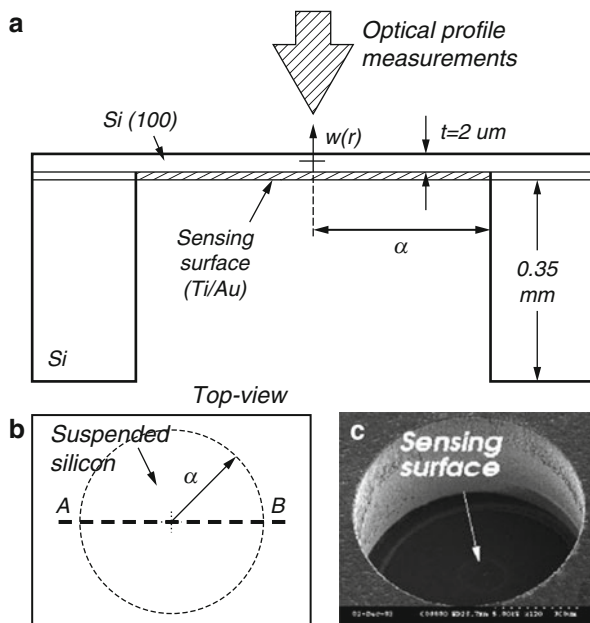 a
Optical profile
measurements
Si (100)
w(r)
t=2 um
Sensing
surface
(Ti/Au)
α
0.35
mm
Si
Top-view
b
Suspended
silicon
α
A
B
c
Sensing
surface